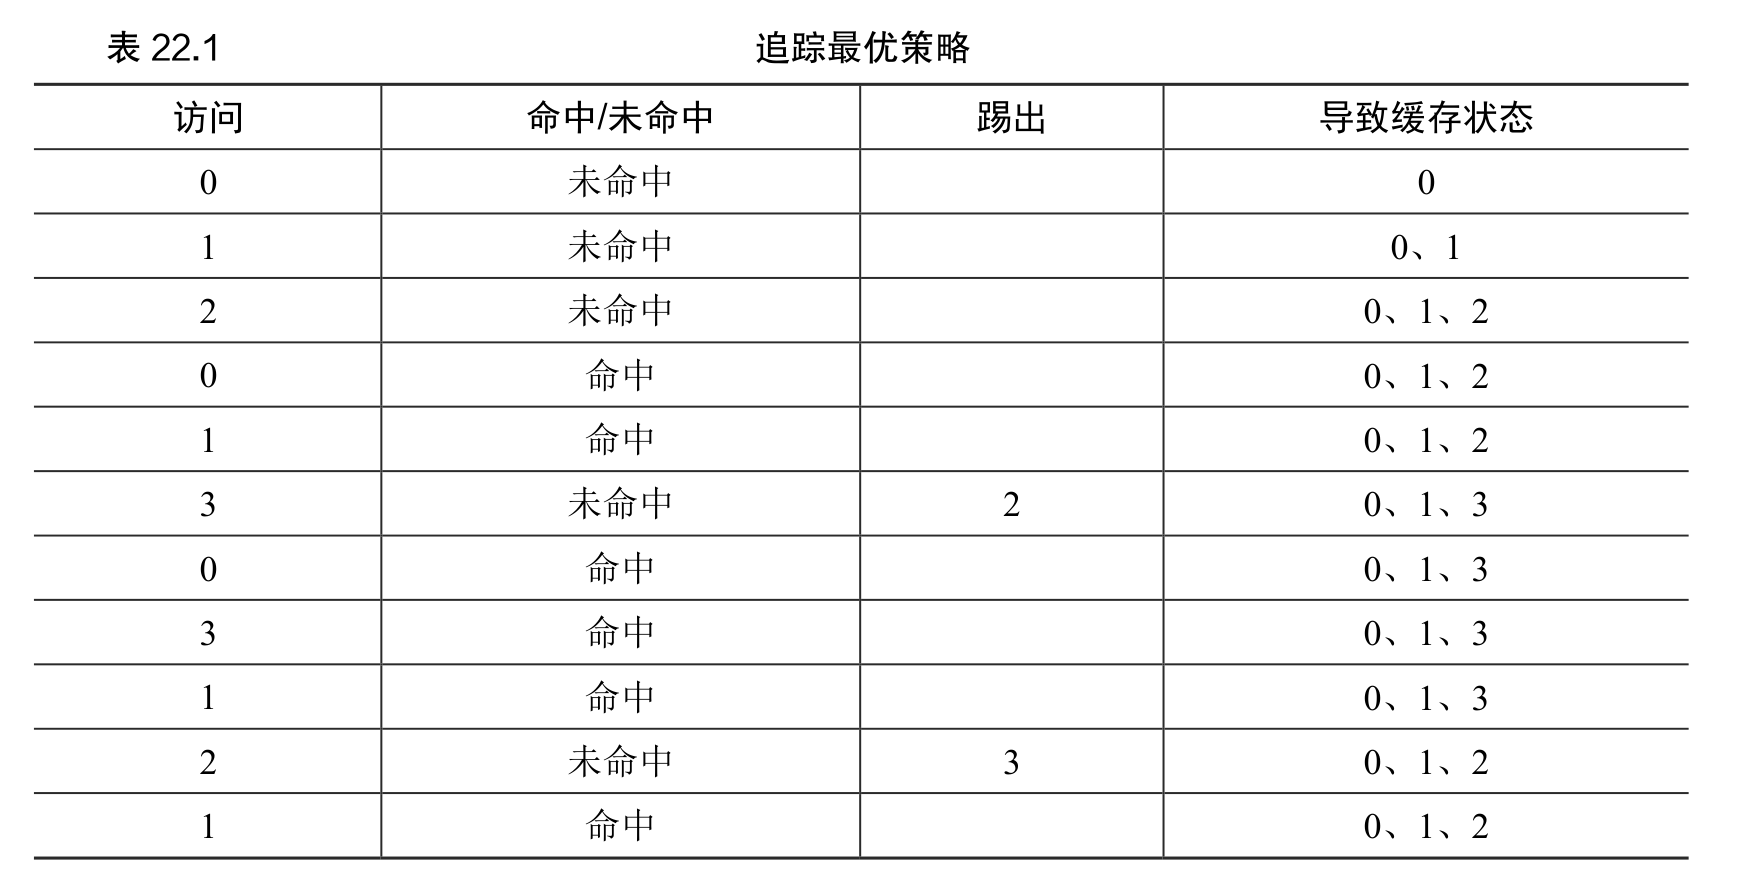 表 22.1 追踪最优策略
访问 命中/未命中 踢出 导致缓存状态
0 未命中 0
1 未命中 0、1
2 未命中 0、1、2
0 命中 0、1、2
1 命中 0、1、2
3 未命中 2 0、1、3
0 命中 0、1、3
3 命中 0、1、3
1 命中 0、1、3
2 未命中 3 0、1、2
1 命中 0、1、2